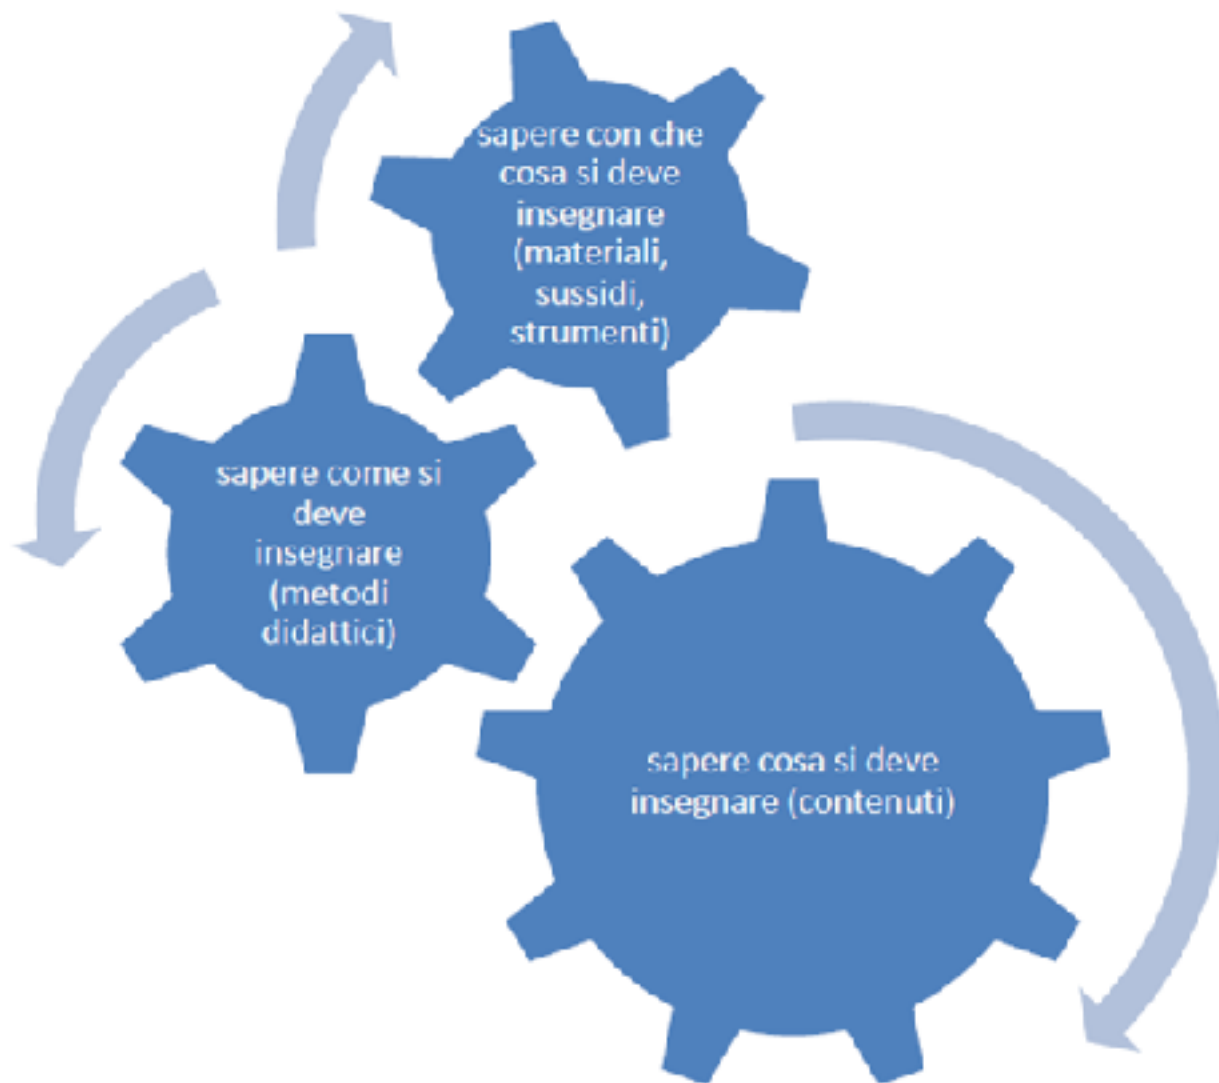 sapere con che
cosa si deve
insegnare
(materiali,
sussidi,
strumenti)
sapere come si
deve
insegnare
(metodi
didattici)
sapere cosa si deve
insegnare (contenuti)